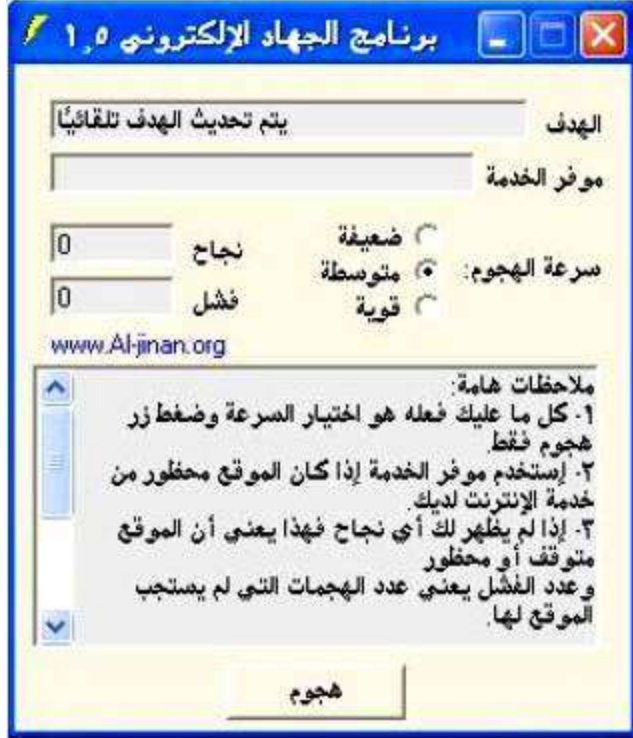 برنامج الجهاد الإلكتروني ١,٥
الهدف
يتم تحديث الهدف تلقائيًا
موفر الخدمة
سرعة الهجوم:
ضعيفة
متوسطة
قوية
نجاح 0
فشل 0
www.Al-jinan.org
ملاحظات هامة:
١- كل ما عليك فعله هو اختيار السرعة وضغط زر
هجوم فقط.
٢- إستخدم موفر الخدمة إذا كان الموقع محظور من
خدمة الإنترنت لديك.
٣- إذا لم يظهر لك أي نجاح فهذا يعني أن الموقع
متوقف أو محظور
وعدد الفشل يعني عدد الهجمات التي لم يستجب
الموقع لها.
هجوم